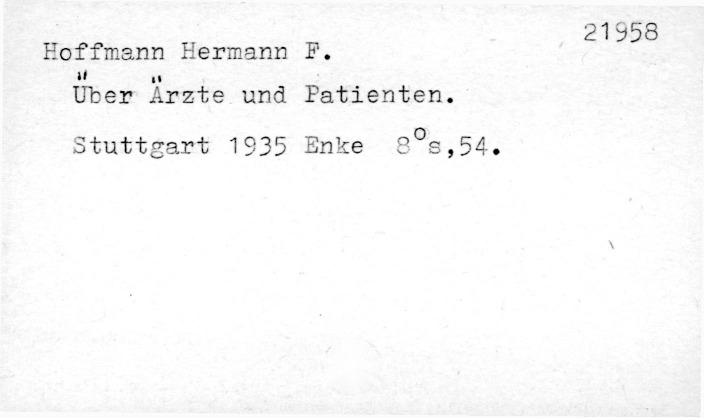 21958
Hoffmann Hermann F.
Über Ärzte und Patienten.
Stuttgart 1935 Enke 8°s,54.